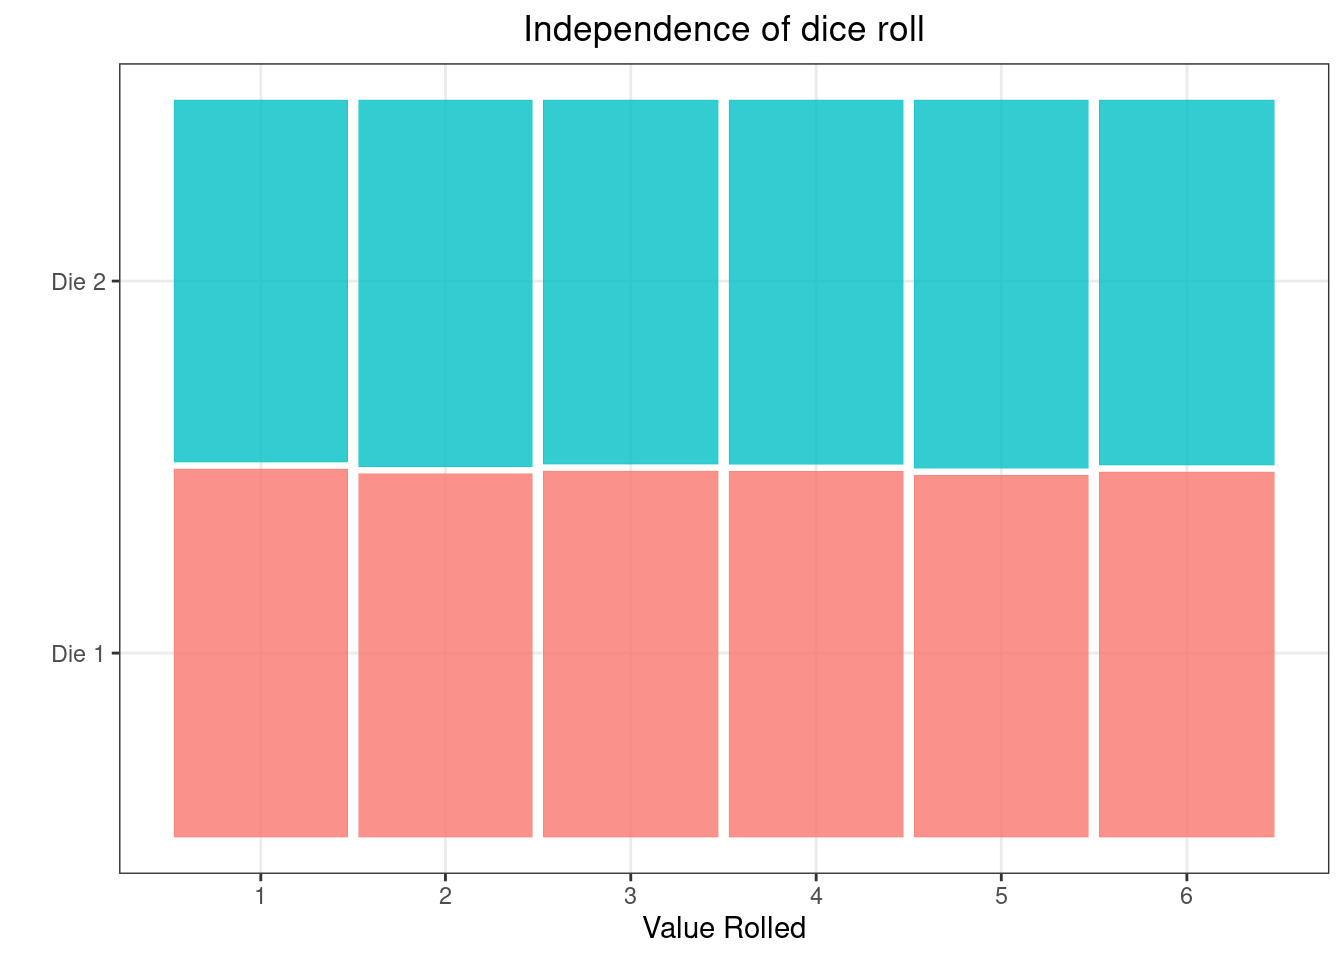 Independence of dice roll
Die 2
Die 1
1 2 3 4 5 6
Value Rolled